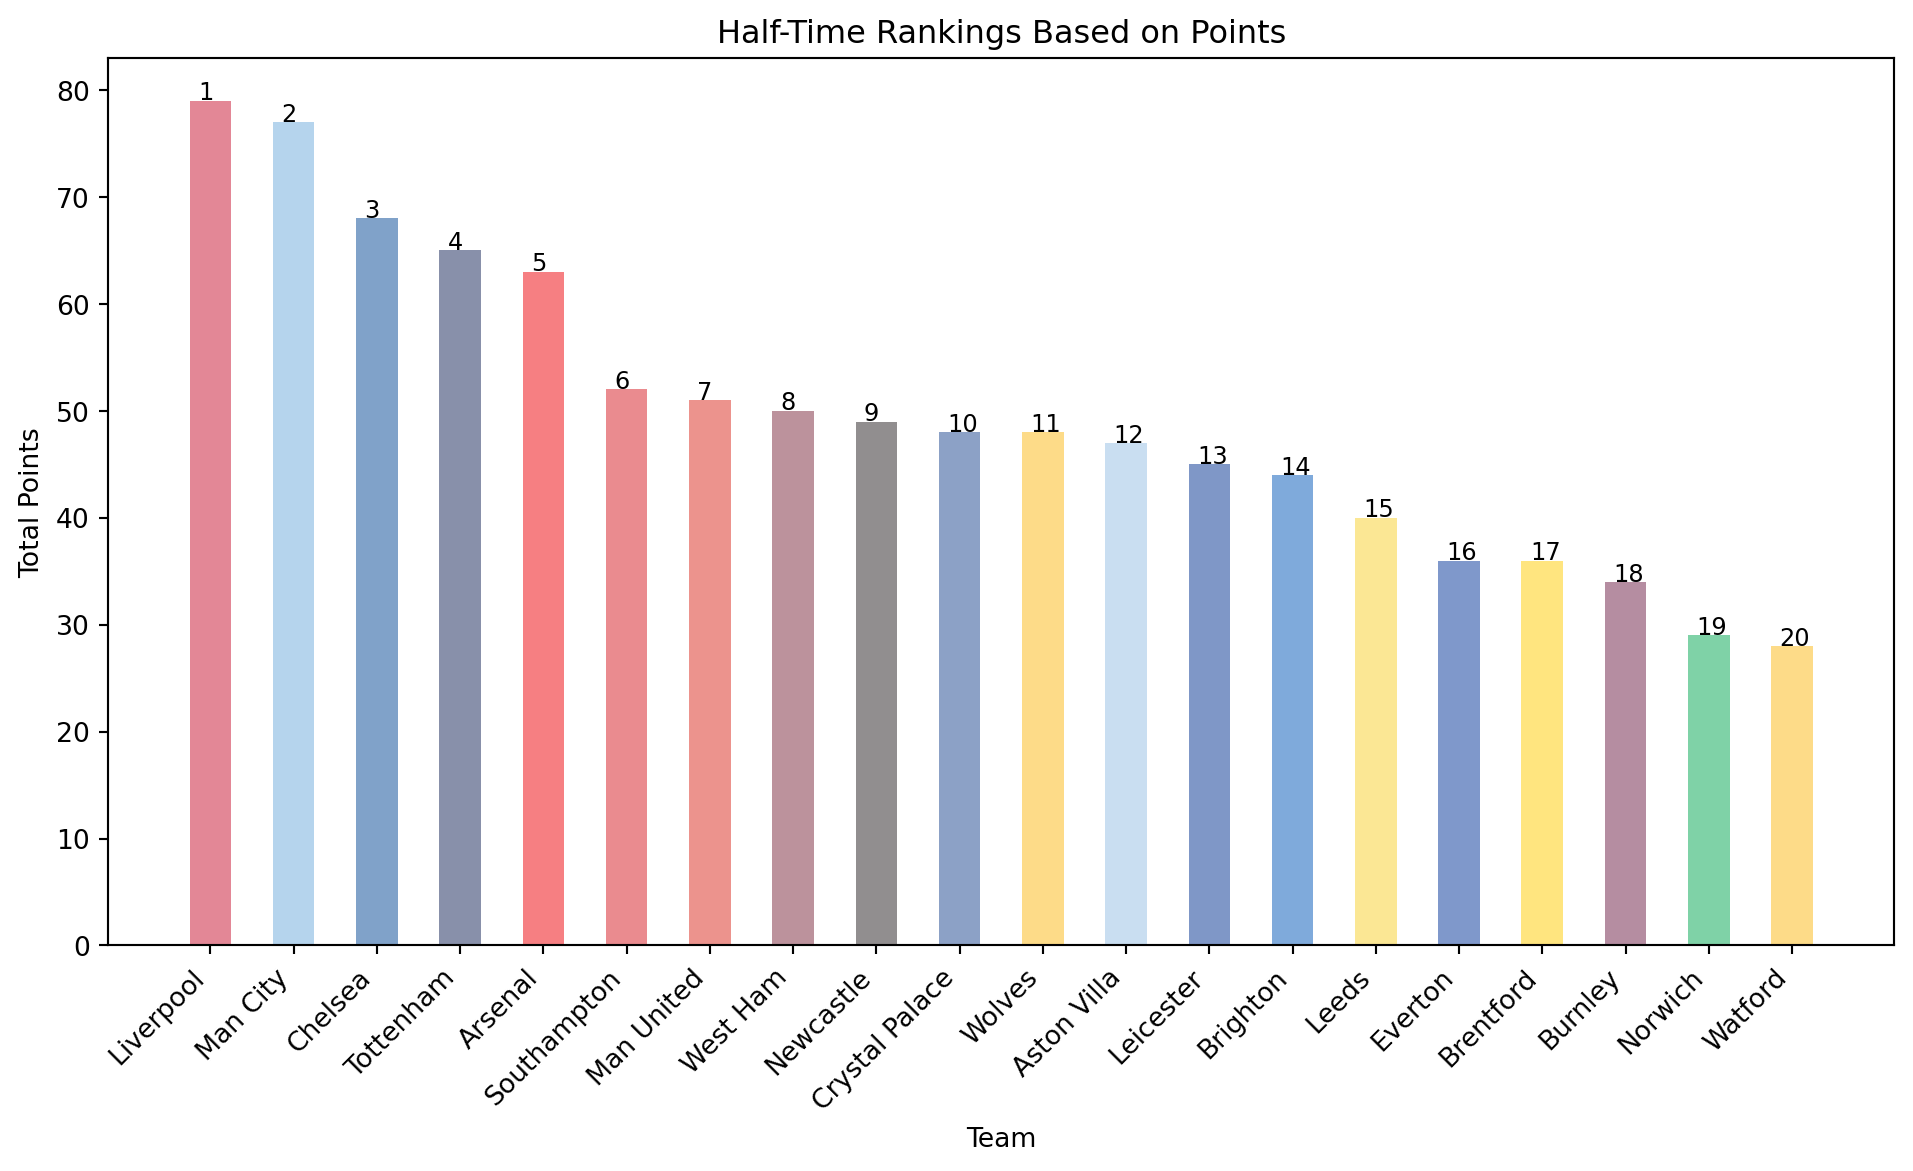 Half-Time Rankings Based on Points
Total Points
80
70
60
50
40
30
20
10
0
1
2
3
4
5
6
7
8
9
10
11
12
13
14
15
16
17
18
19
20
Liverpool
Man City
Chelsea
Tottenham
Arsenal
Southampton
Man United
West Ham
Newcastle
Crystal Palace
Wolves
Aston Villa
Leicester
Brighton
Leeds
Everton
Brentford
Burnley
Norwich
Watford
Team